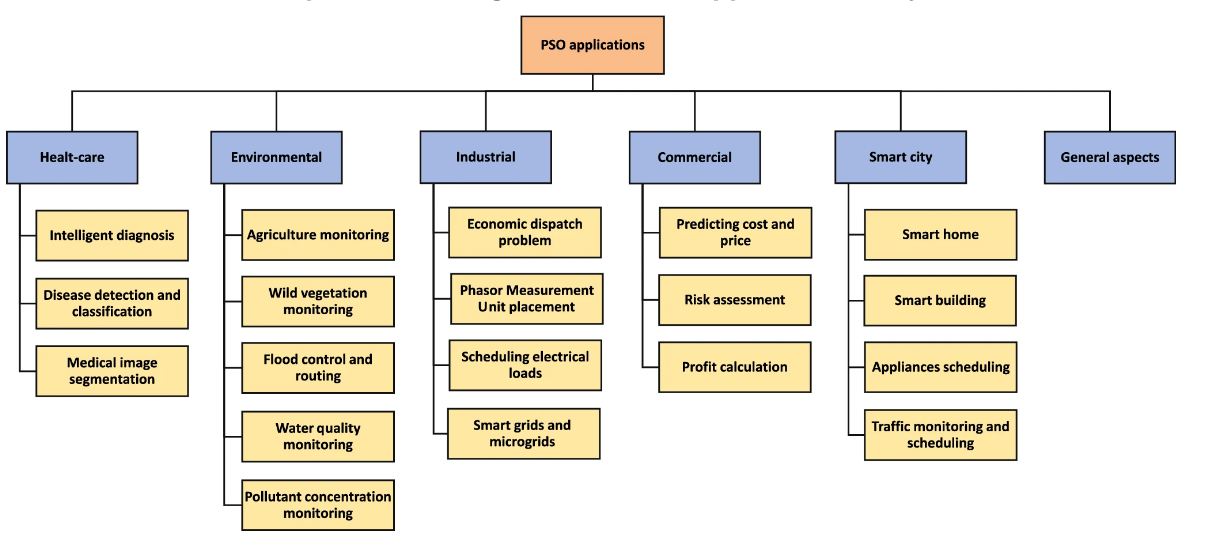 PSO applications
Healt-care
Environmental
Industrial
Commercial
Smart city
General aspects
Intelligent diagnosis
Disease detection and
classification
Medical image
segmentation
Agriculture monitoring
Wild vegetation
monitoring
Flood control and
routing
Water quality
monitoring
Pollutant concentration
monitoring
Economic dispatch
problem
Phasor Measurement
Unit placement
Scheduling electrical
loads
Smart grids and
microgrids
Predicting cost and
price
Risk assessment
Profit calculation
Smart home
Smart building
Appliances scheduling
Traffic monitoring and
scheduling